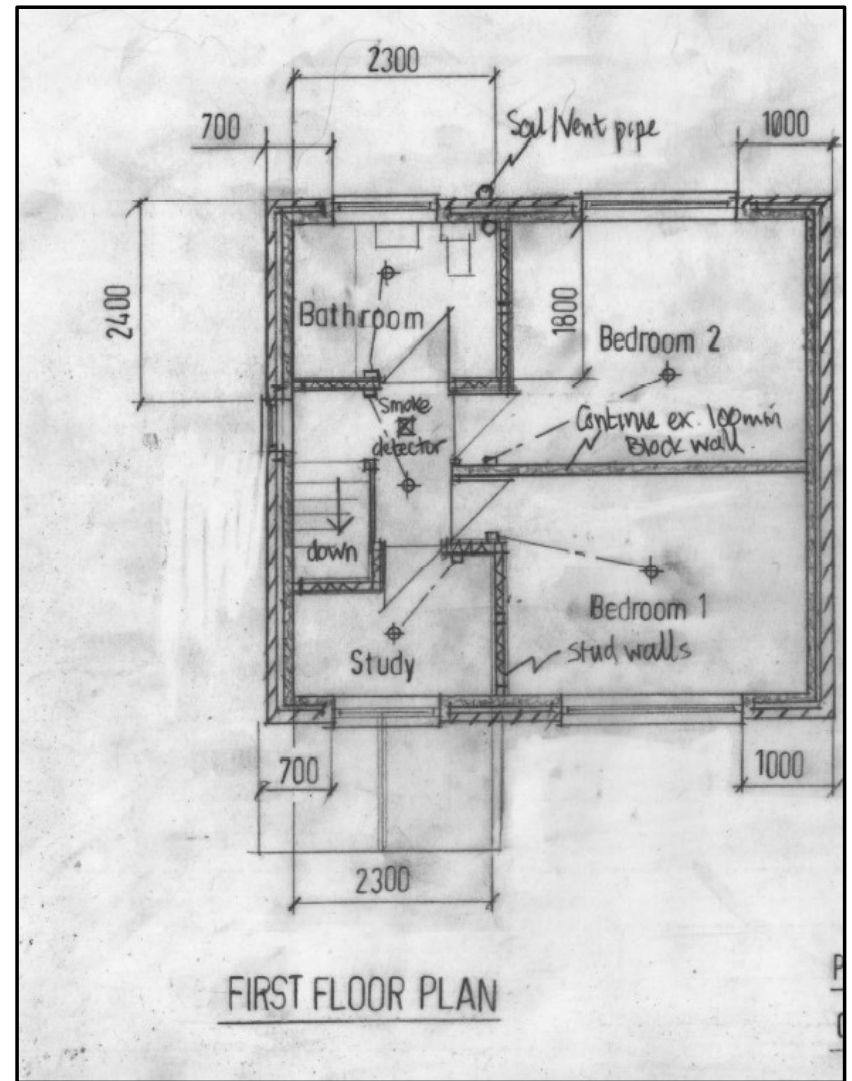 2300
700
Soil/Vent pipe
1000
2400
Bathroom
1800
Bedroom 2
Smoke
detector
Continue ex. 100mm
Block wall
down
Bedroom 1
Study
stud walls
700
1000
2300
FIRST FLOOR PLAN
P